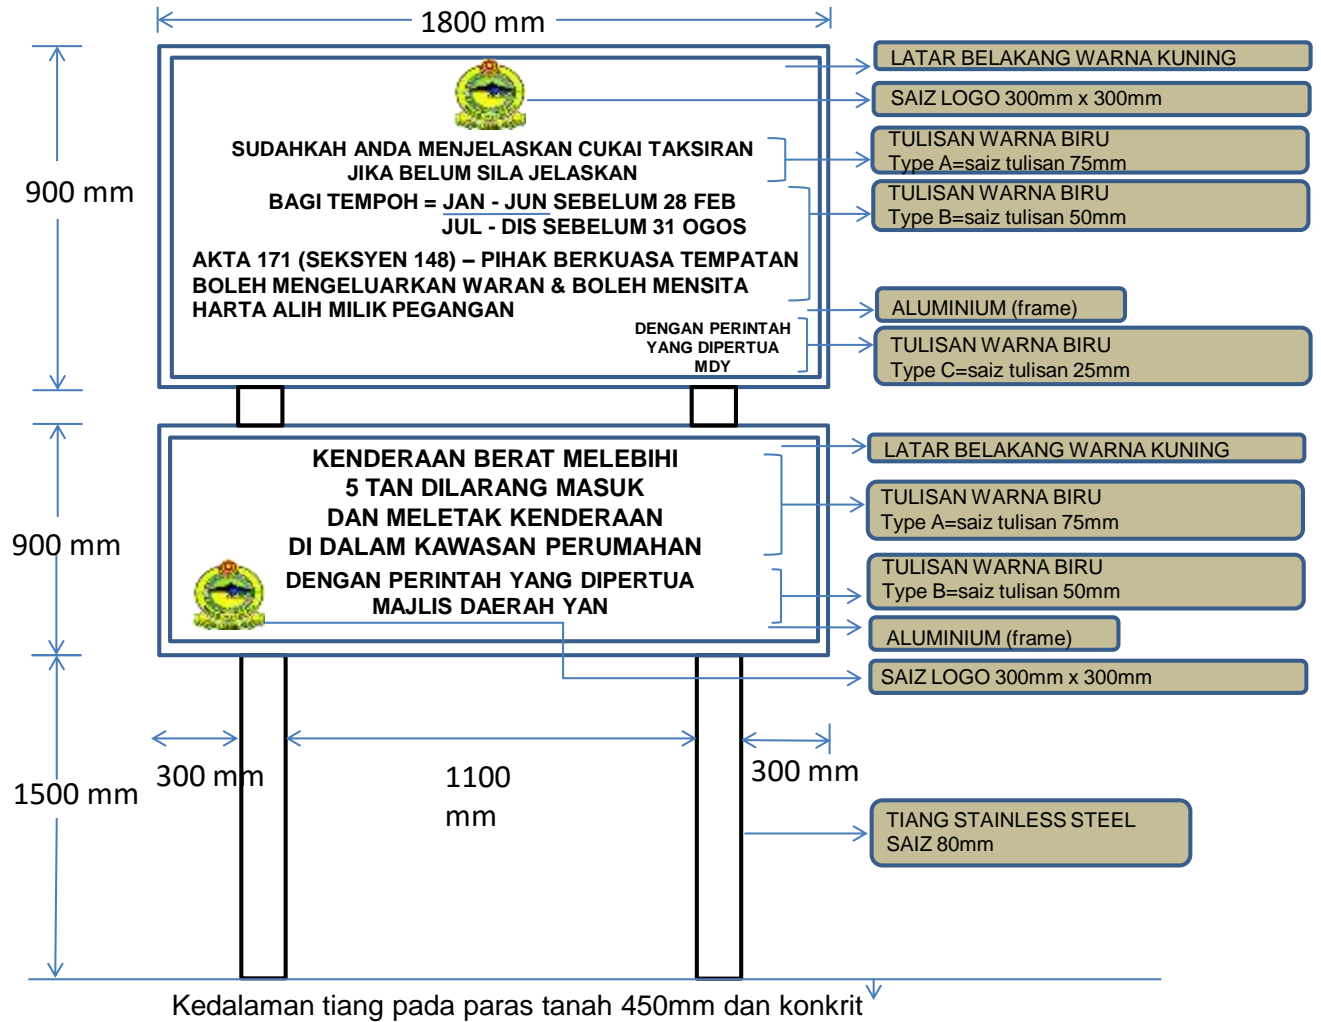 1800 mm
900 mm
SUDAHKAH ANDA MENJELASKAN CUKAI TAKSIRAN
JIKA BELUM SILA JELASKAN
BAGI TEMPOH = JAN - JUN SEBELUM 28 FEB
JUL - DIS SEBELUM 31 OGOS
AKTA 171 (SEKSYEN 148) – PIHAK BERKUASA TEMPATAN
BOLEH MENGELUARKAN WARAN & BOLEH MENSITA
HARTA ALIH MILIK PEGANGAN
DENGAN PERINTAH
YANG DIPERTUA
MDY
LATAR BELAKANG WARNA KUNING
SAIZ LOGO 300mm x 300mm
TULISAN WARNA BIRU
Type A=saiz tulisan 75mm
TULISAN WARNA BIRU
Type B=saiz tulisan 50mm
ALUMINIUM (frame)
TULISAN WARNA BIRU
Type C=saiz tulisan 25mm
900 mm
KENDERAAN BERAT MELEBIHI
5 TAN DILARANG MASUK
DAN MELETAK KENDERAAN
DI DALAM KAWASAN PERUMAHAN
DENGAN PERINTAH YANG DIPERTUA
MAJLIS DAERAH YAN
LATAR BELAKANG WARNA KUNING
TULISAN WARNA BIRU
Type A=saiz tulisan 75mm
TULISAN WARNA BIRU
Type B=saiz tulisan 50mm
ALUMINIUM (frame)
SAIZ LOGO 300mm x 300mm
1500 mm
300 mm
1100
mm
300 mm
TIANG STAINLESS STEEL
SAIZ 80mm
Kedalaman tiang pada paras tanah 450mm dan konkrit